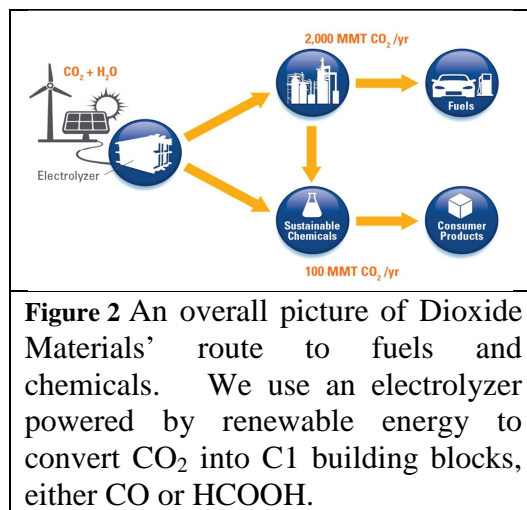 2,000 MMT CO₂ /yr
CO₂ + H₂O
Fuels
Electrolyzer
Sustainable
Chemicals
Consumer
Products
100 MMT CO₂ /yr
Figure 2 An overall picture of Dioxide
Materials’ route to fuels and
chemicals. We use an electrolyzer
powered by renewable energy to
convert CO₂ into C1 building blocks,
either CO or HCOOH.